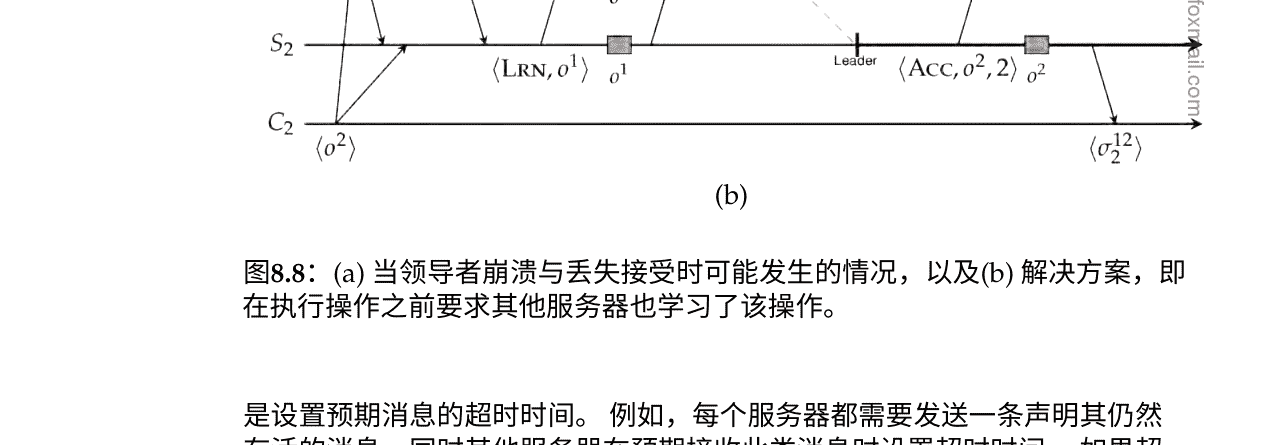 S₂
⟨LRN, o¹⟩
o¹
Leader
⟨ACC, o², 2⟩
o²
foxmail.com
C₂
⟨o²⟩
⟨σ₂¹²⟩
(b)
图8.8：(a) 当领导者崩溃与丢失接受时可能发生的情况，以及(b) 解决方案，即
在执行操作之前要求其他服务器也学习了该操作。
是设置预期消息的超时时间。 例如，每个服务器都需要发送一条声明其仍然